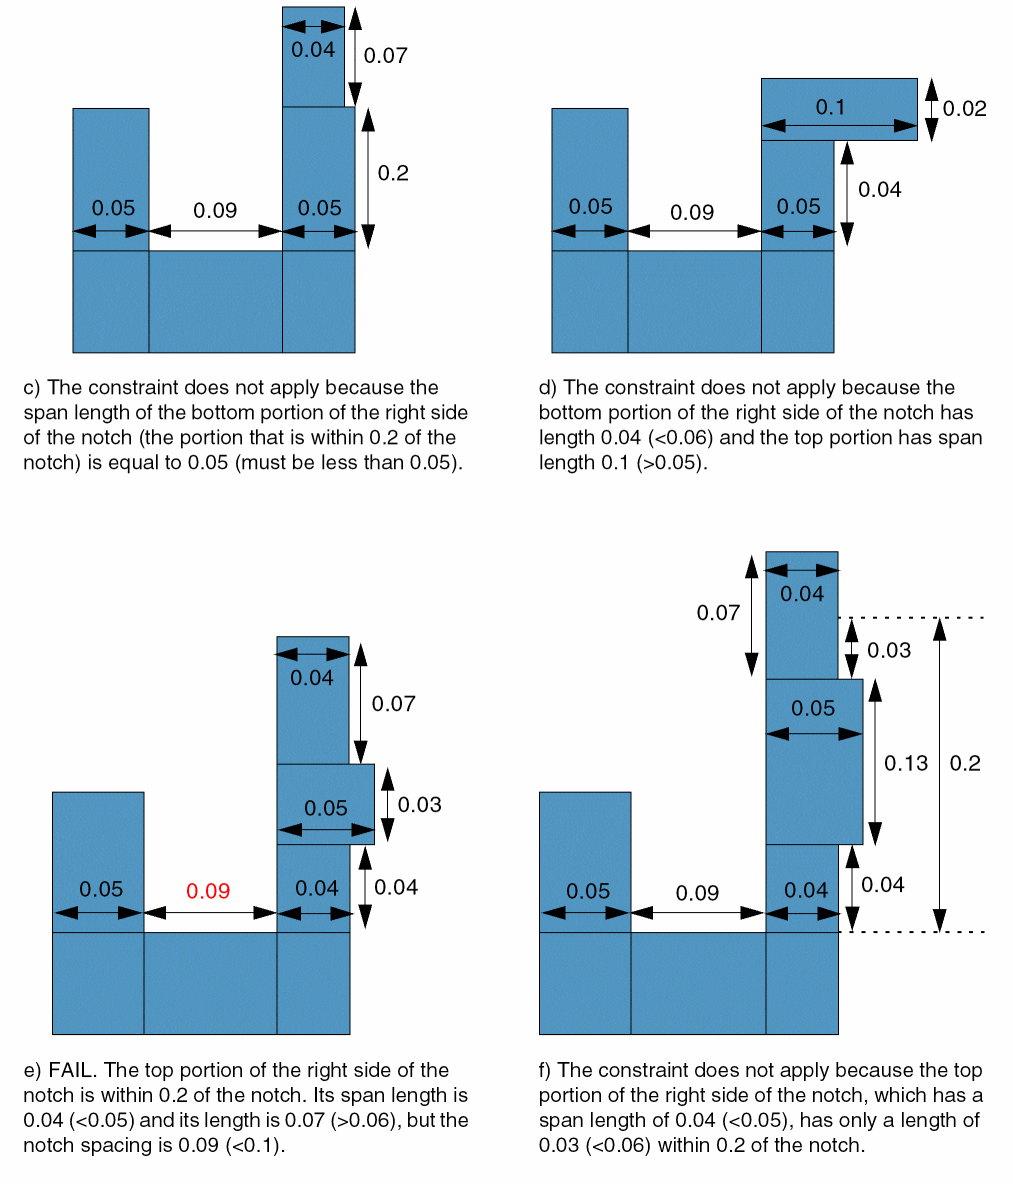 0.04
0.07
0.2
0.05
0.09
0.05
c) The constraint does not apply because the
span length of the bottom portion of the right side
of the notch (the portion that is within 0.2 of the
notch) is equal to 0.05 (must be less than 0.05).
0.1
0.02
0.04
0.05
0.09
0.05
d) The constraint does not apply because the
bottom portion of the right side of the notch has
length 0.04 (<0.06) and the top portion has span
length 0.1 (>0.05).
0.04
0.07
0.05
0.03
0.05
0.09
0.04
0.04
e) FAIL. The top portion of the right side of the
notch is within 0.2 of the notch. Its span length is
0.04 (<0.05) and its length is 0.07 (>0.06), but the
notch spacing is 0.09 (<0.1).
0.07
0.04
0.03
0.05
0.13
0.2
0.05
0.09
0.04
0.04
f) The constraint does not apply because the top
portion of the right side of the notch, which has a
span length of 0.04 (<0.05), has only a length of
0.03 (<0.06) within 0.2 of the notch.